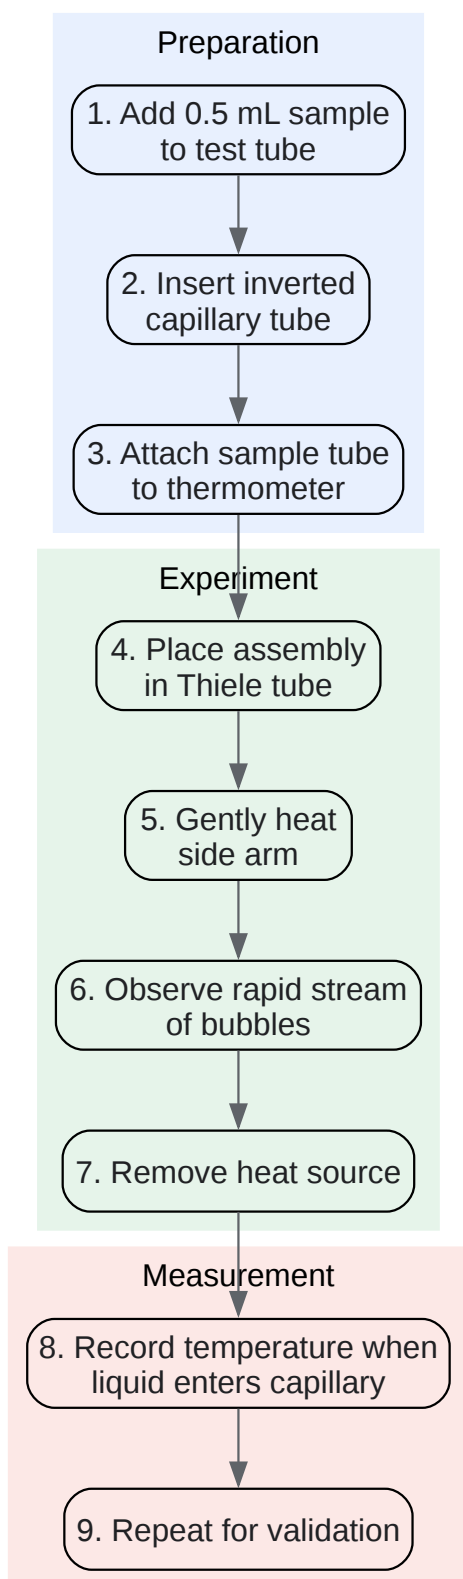 Preparation
1. Add 0.5 mL sample
to test tube
2. Insert inverted
capillary tube
3. Attach sample tube
to thermometer
Experiment
4. Place assembly
in Thiele tube
5. Gently heat
side arm
6. Observe rapid stream
of bubbles
7. Remove heat source
Measurement
8. Record temperature when
liquid enters capillary
9. Repeat for validation